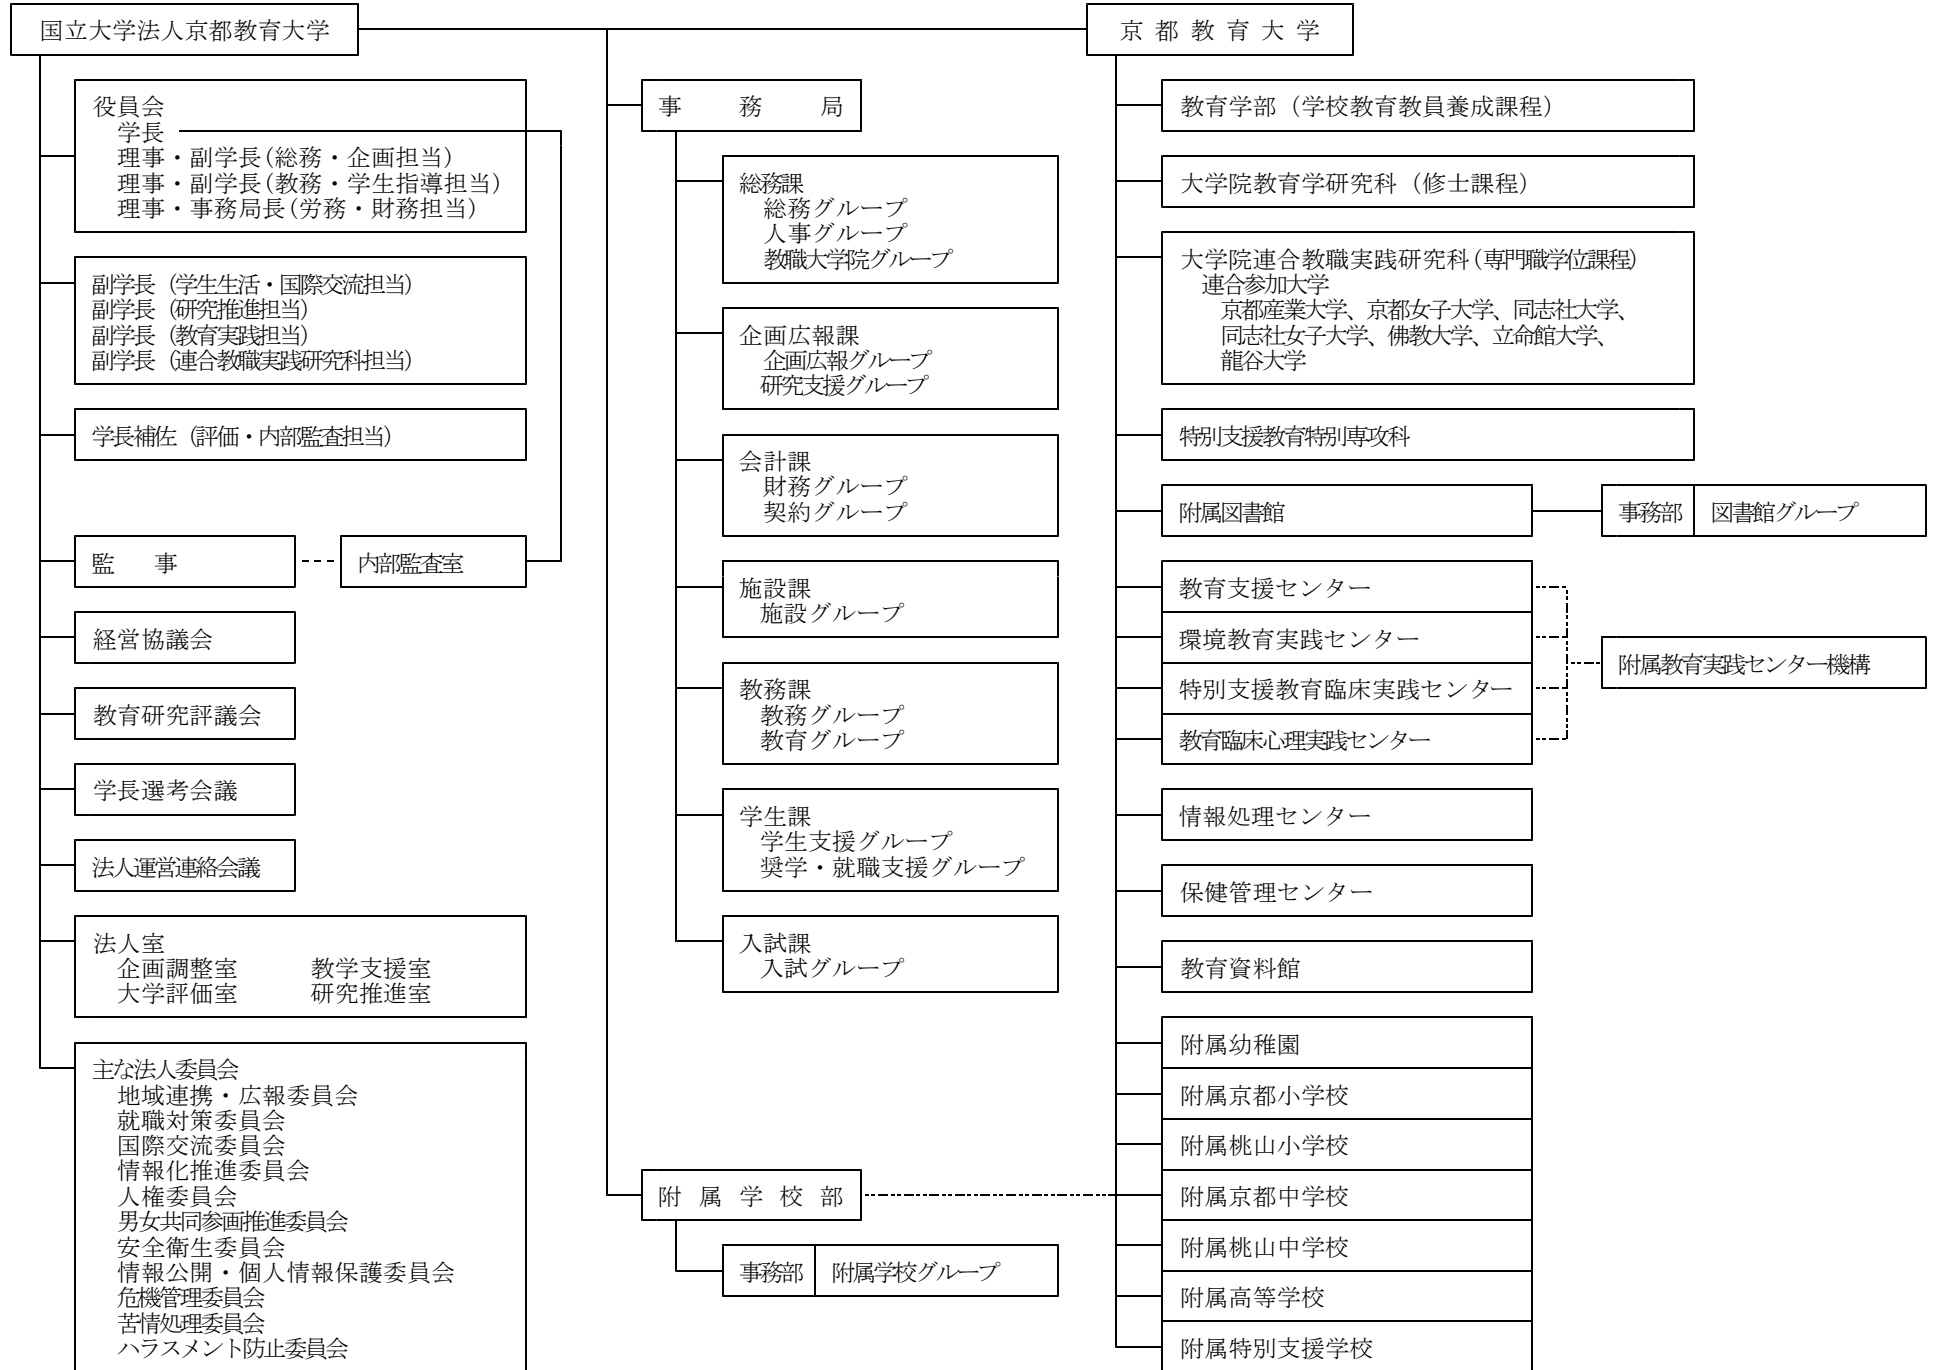 国立大学法人京都教育大学
役員会
学長
理事・副学長(総務・企画担当)
理事・副学長(教務・学生指導担当)
理事・事務局長(労務・財務担当)
副学長（学生生活・国際交流担当）
副学長（研究推進担当）
副学長（教育実践担当）
副学長（連合教職実践研究科担当）
学長補佐（評価・内部監査担当）
監　事
内部監査室
経営協議会
教育研究評議会
学長選考会議
法人運営連絡会議
法人室
企画調整室　教学支援室
大学評価室　研究推進室
主な法人委員会
地域連携・広報委員会
就職対策委員会
国際交流委員会
情報化推進委員会
人権委員会
男女共同参画推進委員会
安全衛生委員会
情報公開・個人情報保護委員会
危機管理委員会
苦情処理委員会
ハラスメント防止委員会
事　務　局
総務課
総務グループ
人事グループ
教職大学院グループ
企画広報課
企画広報グループ
研究支援グループ
会計課
財務グループ
契約グループ
施設課
施設グループ
教務課
教務グループ
教育グループ
学生課
学生支援グループ
奨学・就職支援グループ
入試課
入試グループ
附 属 学 校 部
事務部　附属学校グループ
京 都 教 育 大 学
教育学部（学校教育教員養成課程）
大学院教育学研究科（修士課程）
大学院連合教職実践研究科(専門職学位課程)
連合参加大学
京都産業大学、京都女子大学、同志社大学、
同志社女子大学、佛教大学、立命館大学、
龍谷大学
特別支援教育特別専攻科
附属図書館
事務部　図書館グループ
教育支援センター
環境教育実践センター
特別支援教育臨床実践センター
教育臨床心理実践センター
附属教育実践センター機構
情報処理センター
保健管理センター
教育資料館
附属幼稚園
附属京都小学校
附属桃山小学校
附属京都中学校
附属桃山中学校
附属高等学校
附属特別支援学校